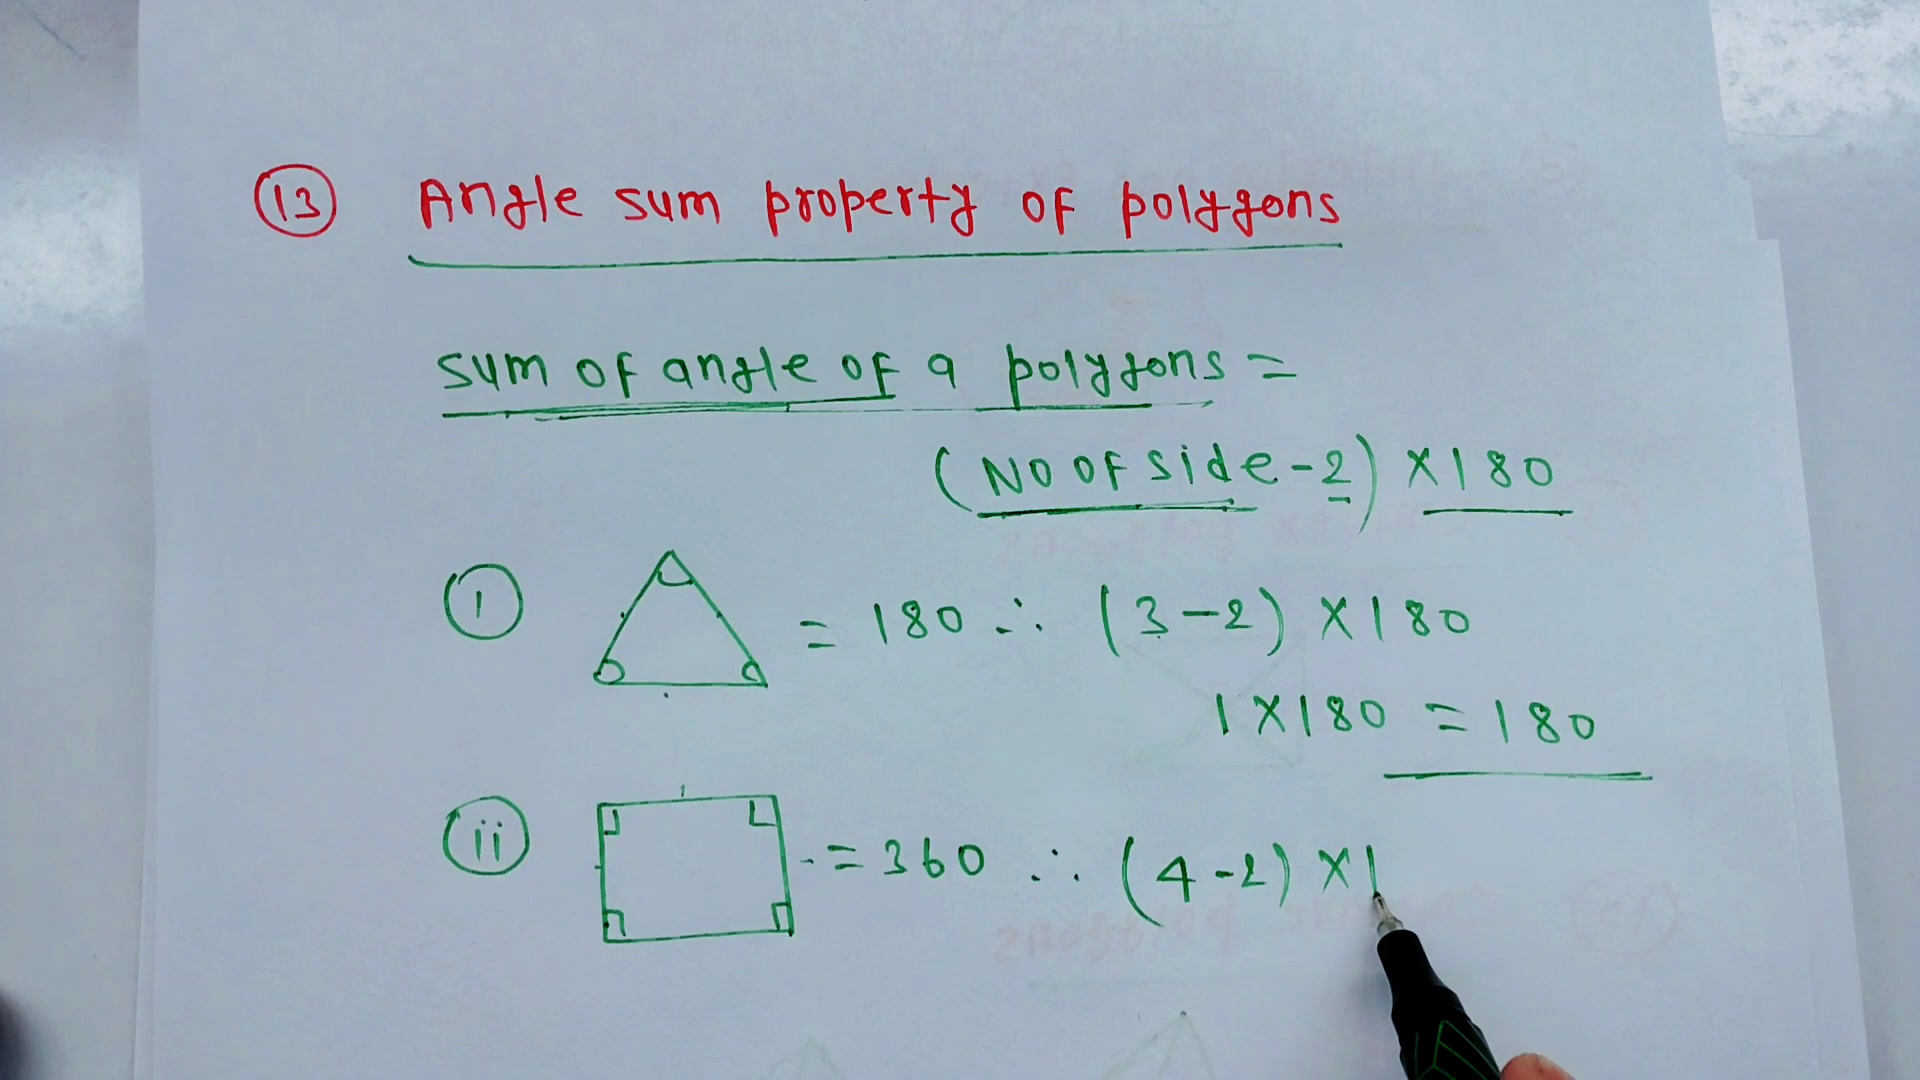 13 Angle sum property of polygons
sum of angle of a polygons =
(No of side - 2) × 180
i = 180 ∴ (3 - 2) × 180
1 × 180 = 180
ii = 360 ∴ (4 - 2) × 1